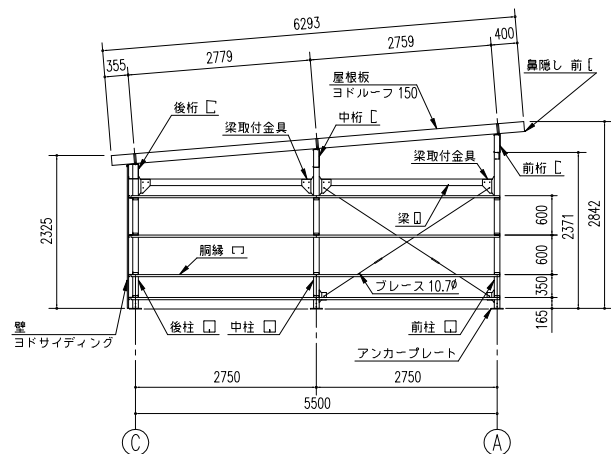 6293
355
2779
2759
400
鼻隠し 前
屋根板
ヨドルーフ 150
後桁
中桁
梁取付金具
梁取付金具
前桁
梁
2325
600
600
350
165
2371
2842
胴縁
ブレース 10.7φ
後柱
中柱
前柱
壁
ヨドサイディング
アンカープレート
2750
2750
5500
C
A